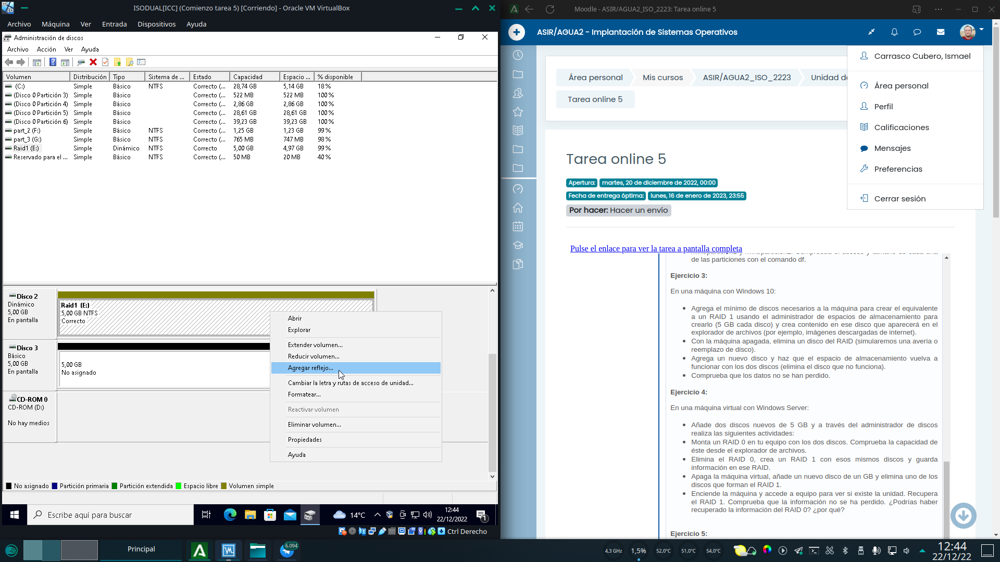 ISODUAL[ICC] (Comienzo tarea 5) [Corriendo] - Oracle VM VirtualBox
Archivo Máquina Ver Entrada Dispositivos Ayuda
Administración de discos
Archivo Acción Ver Ayuda
Volumen Distribución Tipo Sistema de ... Estado Capacidad Espacio ... % disponible
(C:) Simple Básico NTFS Correcto (... 28,74 GB 5,14 GB 18 %
(Disco 0 Partición 3) Simple Básico Correcto (... 522 MB 522 MB 100 %
(Disco 0 Partición 4) Simple Básico Correcto (... 2,86 GB 2,86 GB 100 %
(Disco 0 Partición 5) Simple Básico Correcto (... 28,61 GB 28,61 GB 100 %
(Disco 0 Partición 6) Simple Básico Correcto (... 39,23 GB 39,23 GB 100 %
part_2 (F:) Simple Básico NTFS Correcto (... 1,25 GB 1,23 GB 99 %
part_3 (G:) Simple Básico NTFS Correcto (... 765 MB 747 MB 98 %
Raid1 (E:) Simple Dinámico NTFS Correcto 5,00 GB 4,97 GB 99 %
Reservado para el ... Simple Básico NTFS Correcto (... 50 MB 20 MB 40 %
Disco 2
Dinámico
5,00 GB
En pantalla
Raid1 (E:)
5,00 GB NTFS
Correcto
Disco 3
Básico
5,00 GB
En pantalla
5,00 GB
No asignado
CD-ROM 0
CD-ROM (D:)
No hay medios
Abrir
Explorar
Extender volumen...
Reducir volumen...
Agregar reflejo...
Cambiar la letra y rutas de acceso de unidad...
Formatear...
Reactivar volumen
Eliminar volumen...
Propiedades
Ayuda
No asignado Partición primaria Partición extendida Espacio libre Volumen simple
Escribe aquí para buscar
14°C
12:44
22/12/2022
1
Ctrl Derecho
Moodle - ASIR/AGUA2_ISO_2223: Tarea online 5
ASIR/AGUA2 - Implantación de Sistemas Operativos
Área personal Mis cursos ASIR/AGUA2_ISO_2223 Unidad de
Tarea online 5
Carrasco Cubero, Ismael
Área personal
Perfil
Calificaciones
Mensajes
Preferencias
Cerrar sesión
Tarea online 5
Apertura: martes, 20 de diciembre de 2022, 00:00
Fecha de entrega óptima: lunes, 16 de enero de 2023, 23:55
Por hacer: Hacer un envío
Pulse el enlace para ver la tarea a pantalla completa
de las particiones con el comando df.
Ejercicio 3:
En una máquina con Windows 10:
Agrega el mínimo de discos necesarios a la máquina para crear el equivalente
a un RAID 1 usando el administrador de espacios de almacenamiento para
crearlo (5 GB cada disco) y crea contenido en ese disco que aparecerá en el
explorador de archivos (por ejemplo, imágenes descargadas de internet).
Con la máquina apagada, elimina un disco del RAID (simularemos una avería o
reemplazo de disco).
Agrega un nuevo disco y haz que el espacio de almacenamiento vuelva a
funcionar con los dos discos (elimina el disco que no funciona).
Comprueba que los datos no se han perdido.
Ejercicio 4:
En una máquina virtual con Windows Server:
Añade dos discos nuevos de 5 GB y a través del administrador de discos
realiza las siguientes actividades:
Monta un RAID 0 en tu equipo con los dos discos. Comprueba la capacidad de
éste desde el explorador de archivos.
Elimina el RAID 0, crea un RAID 1 con esos mismos discos y guarda
información en ese RAID.
Apaga la máquina virtual, añade un nuevo disco de un GB y elimina uno de los
discos que forman el RAID 1.
Enciende la máquina y accede a equipo para ver si existe la unidad. Recupera
el RAID 1. Comprueba que la información no se ha perdido. ¿Podrías haber
recuperado la información del RAID 0? ¿por qué?
Ejercicio 5:
Principal
6.094
4,3 GHz 1,5% 52,0°C 51,0°C 54,0°C
12:44
22/12/22